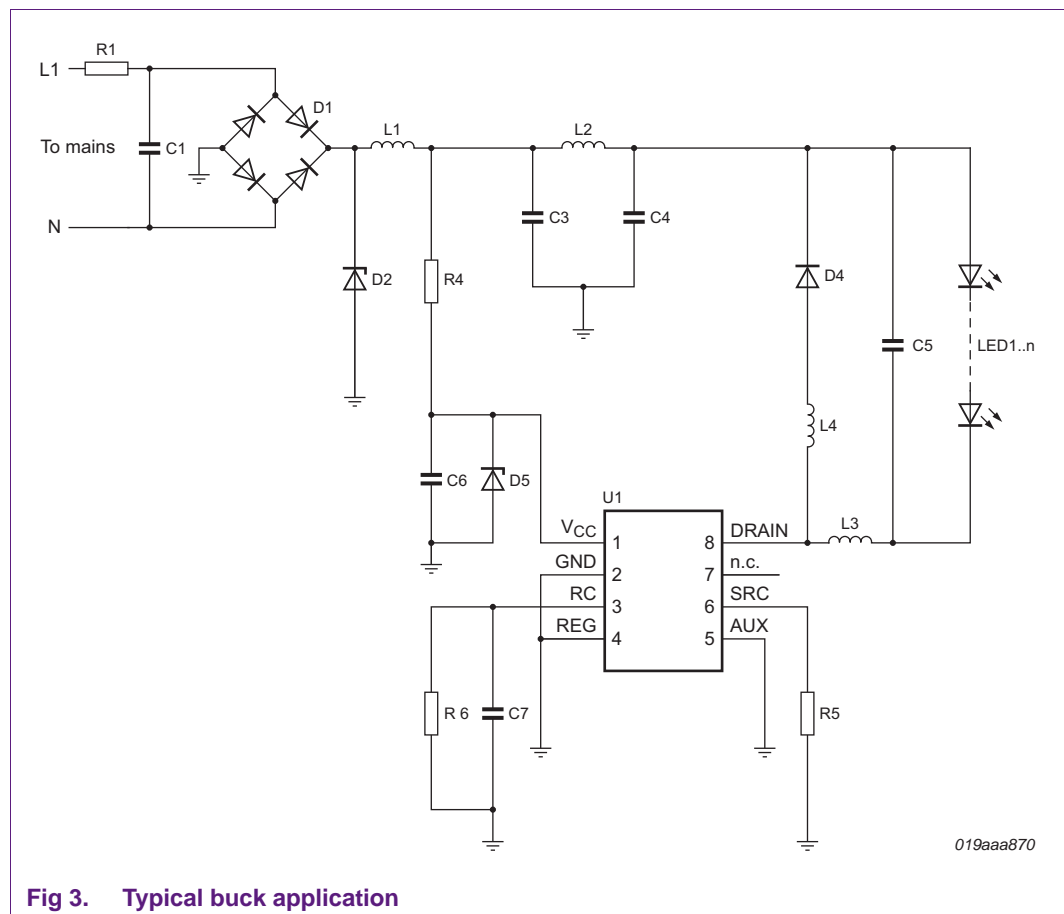 R1
L1
D1
L1
L2
To mains
C1
N
C3
C4
D2
R4
D4
C5
LED1..n
L4
C6
D5
U1
VCC
1
8
DRAIN
L3
GND
2
7
n.c.
RC
3
6
SRC
REG
4
5
AUX
R 6
C7
R5
019aaa870
Fig 3. Typical buck application